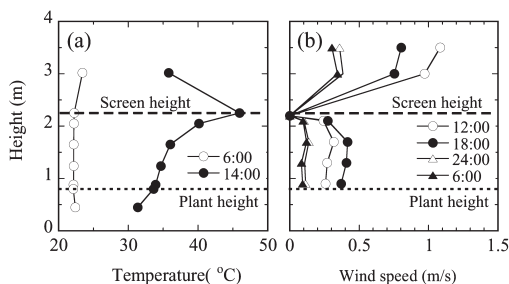 (a)
(b)
4
3
2
1
0
Height (m)
Screen height
6:00
14:00
Plant height
20 30 40 50
Temperature( °C)
Screen height
12:00
18:00
24:00
6:00
Plant height
0 0.5 1 1.5
Wind speed (m/s)